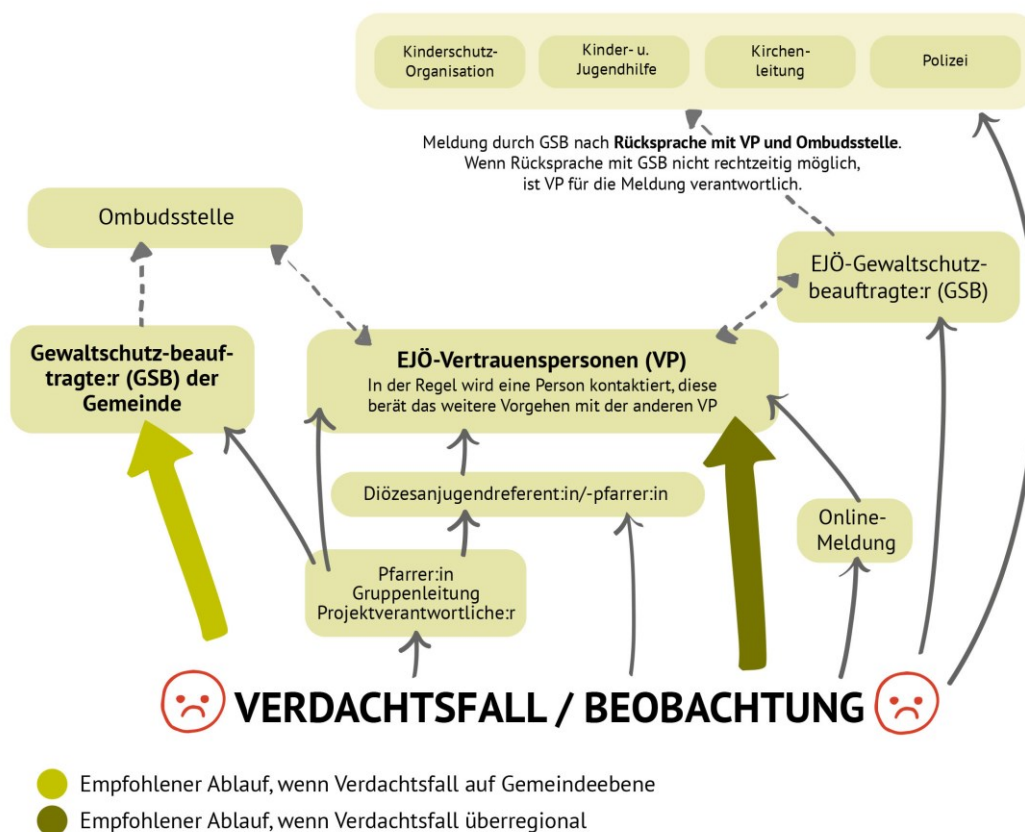 Kinderschutz-
Organisation
Kinder- u.
Jugendhilfe
Kirchen-
leitung
Polizei
Meldung durch GSB nach Rücksprache mit VP und Ombudsstelle.
Wenn Rücksprache mit GSB nicht rechtzeitig möglich,
ist VP für die Meldung verantwortlich.
Ombudsstelle
EJÖ-Gewaltschutz-
beauftragte:r (GSB)
Gewaltschutz-beauf-
tragte:r (GSB) der
Gemeinde
EJÖ-Vertrauenspersonen (VP)
In der Regel wird eine Person kontaktiert, diese
berät das weitere Vorgehen mit der anderen VP
Diözesanjugendreferent:in/-pfarrer:in
Online-
Meldung
Pfarrer:in
Gruppenleitung
Projektverantwortliche:r
VERDACHTSFALL / BEOBACHTUNG
Empfohlener Ablauf, wenn Verdachtsfall auf Gemeindeebene
Empfohlener Ablauf, wenn Verdachtsfall überregional